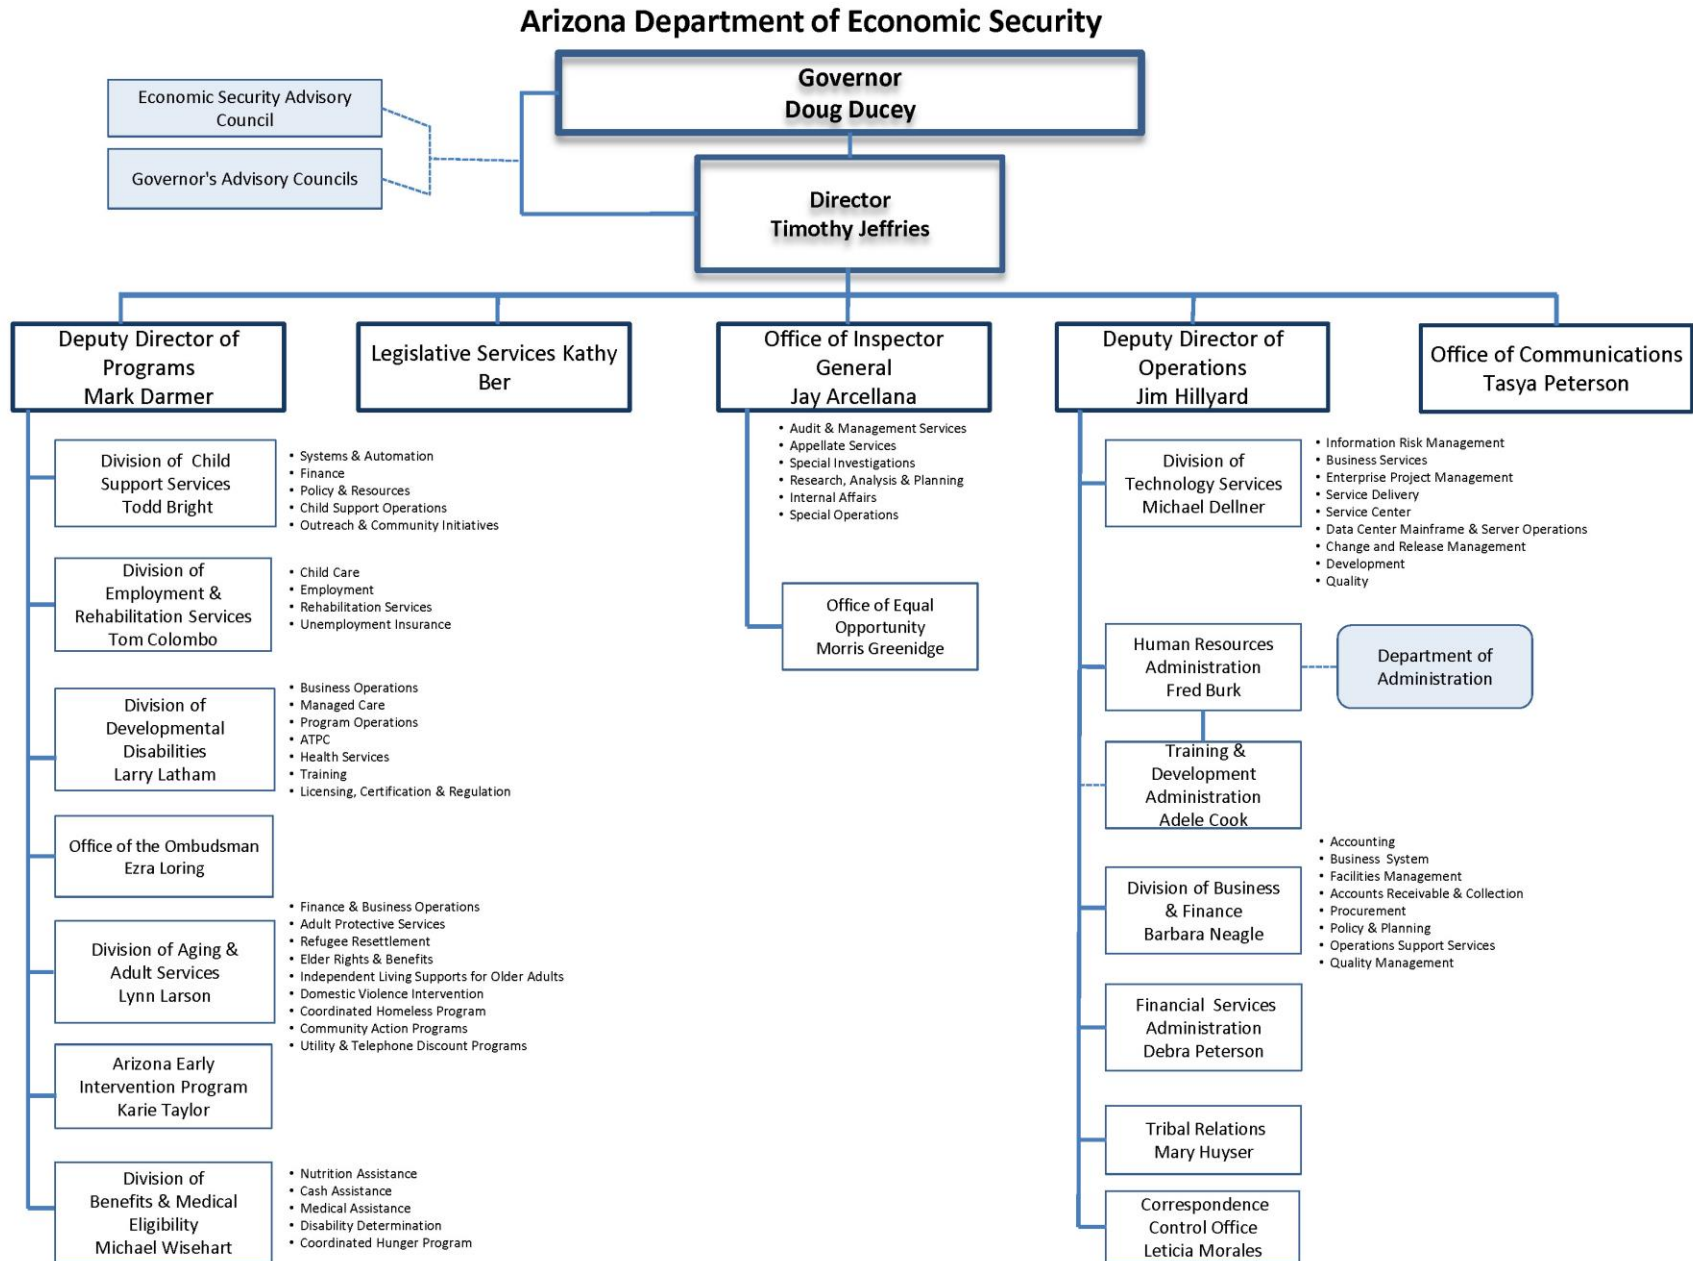 Arizona Department of Economic Security
Governor
Doug Ducey
Economic Security Advisory
Council
Governor's Advisory Councils
Director
Timothy Jeffries
Deputy Director of
Programs
Mark Darmer
Legislative Services Kathy
Ber
Office of Inspector
General
Jay Arcellana
Deputy Director of
Operations
Jim Hillyard
Office of Communications
Tasya Peterson
Division of Child
Support Services
Todd Bright
• Systems & Automation
• Finance
• Policy & Resources
• Child Support Operations
• Outreach & Community Initiatives
Division of
Employment &
Rehabilitation Services
Tom Colombo
• Child Care
• Employment
• Rehabilitation Services
• Unemployment Insurance
Division of
Developmental
Disabilities
Larry Latham
• Business Operations
• Managed Care
• Program Operations
• ATPC
• Health Services
• Training
• Licensing, Certification & Regulation
Office of the Ombudsman
Ezra Loring
Division of Aging &
Adult Services
Lynn Larson
• Finance & Business Operations
• Adult Protective Services
• Refugee Resettlement
• Elder Rights & Benefits
• Independent Living Supports for Older Adults
• Domestic Violence Intervention
• Coordinated Homeless Program
• Community Action Programs
• Utility & Telephone Discount Programs
Arizona Early
Intervention Program
Karie Taylor
Division of
Benefits & Medical
Eligibility
Michael Wisehart
• Nutrition Assistance
• Cash Assistance
• Medical Assistance
• Disability Determination
• Coordinated Hunger Program
• Audit & Management Services
• Appellate Services
• Special Investigations
• Research, Analysis & Planning
• Internal Affairs
• Special Operations
Office of Equal
Opportunity
Morris Greenidge
Division of
Technology Services
Michael Dellner
• Information Risk Management
• Business Services
• Enterprise Project Management
• Service Delivery
• Service Center
• Data Center Mainframe & Server Operations
• Change and Release Management
• Development
• Quality
Human Resources
Administration
Fred Burk
Department of
Administration
Training &
Development
Administration
Adele Cook
Division of Business
& Finance
Barbara Neagle
• Accounting
• Business System
• Facilities Management
• Accounts Receivable & Collection
• Procurement
• Policy & Planning
• Operations Support Services
• Quality Management
Financial Services
Administration
Debra Peterson
Tribal Relations
Mary Huyser
Correspondence
Control Office
Leticia Morales